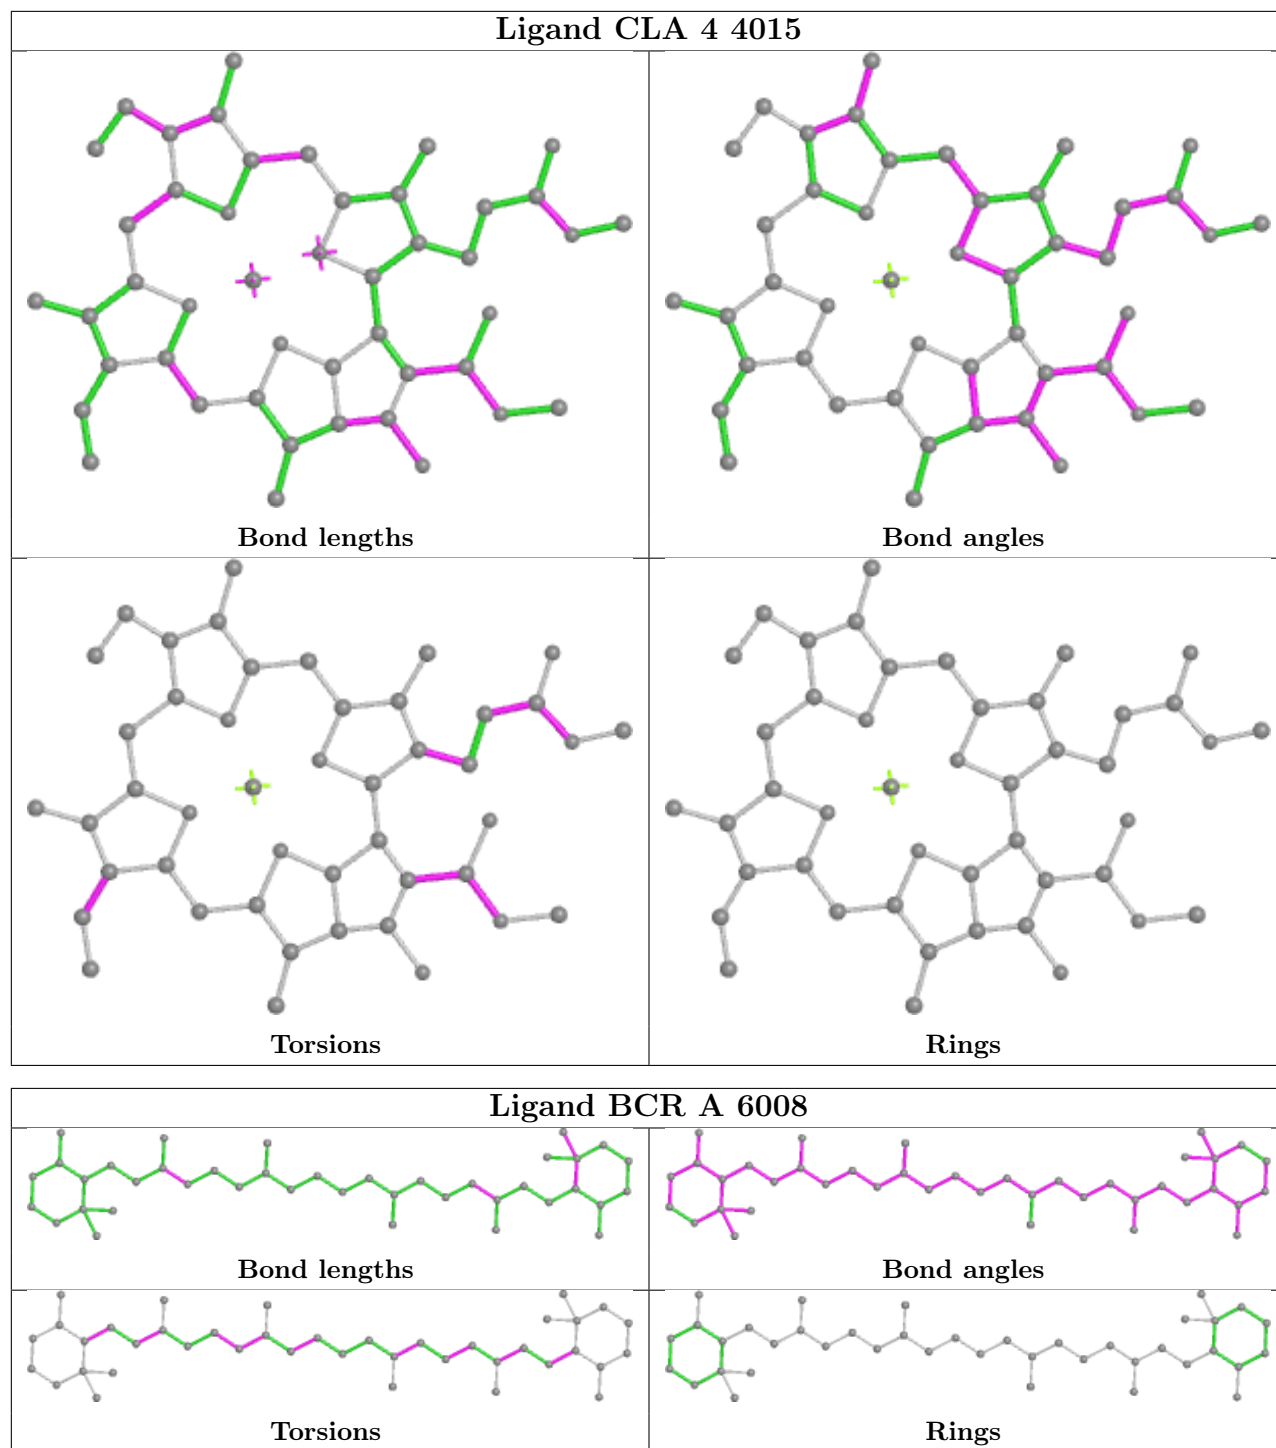 Ligand CLA 4 4015
Bond lengths
Bond angles
Torsions
Rings
Ligand BCR A 6008
Bond lengths
Bond angles
Torsions
Rings